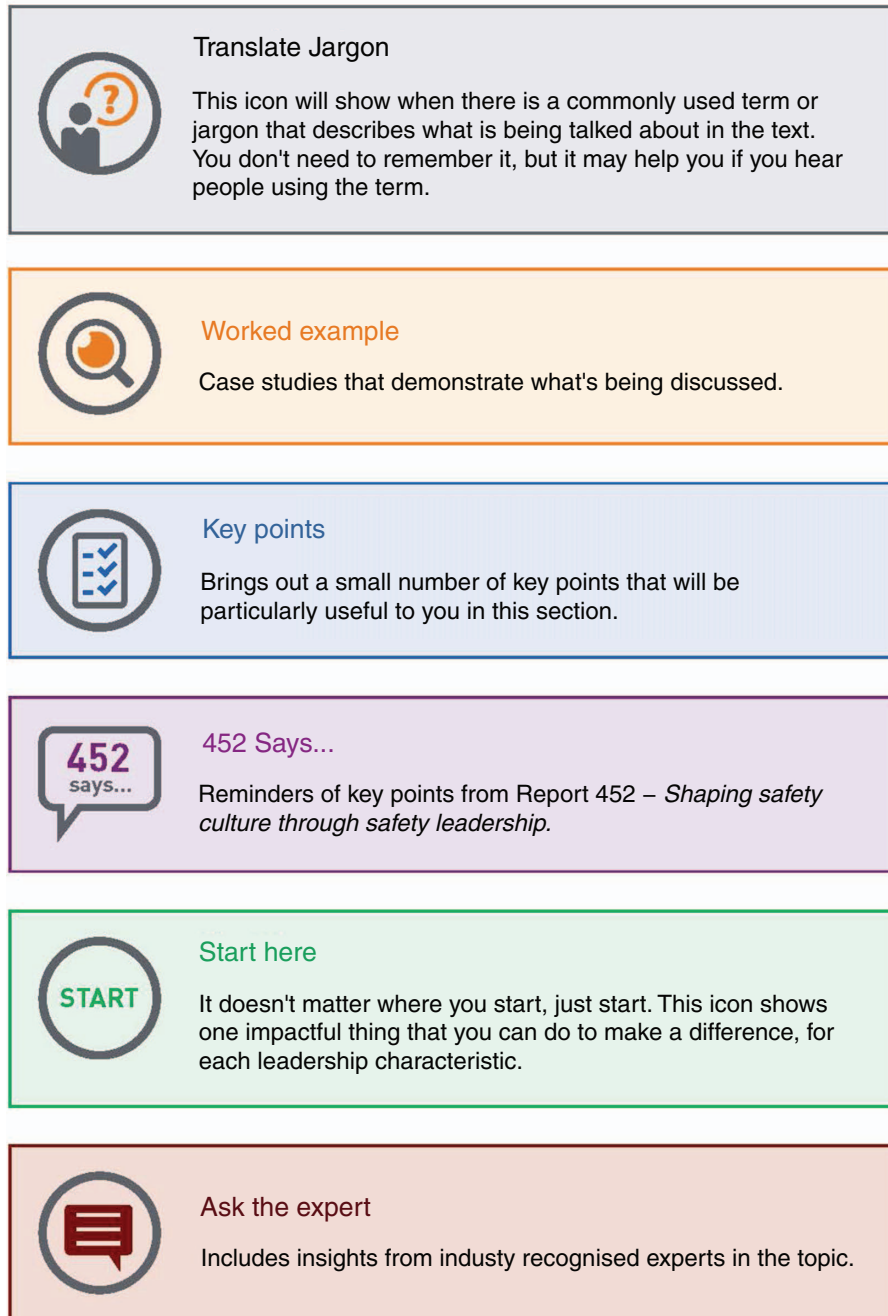 Translate Jargon
?
This icon will show when there is a commonly used term or
jargon that describes what is being talked about in the text.
You don't need to remember it, but it may help you if you hear
people using the term.
Worked example
Case studies that demonstrate what's being discussed.
Key points
Brings out a small number of key points that will be
particularly useful to you in this section.
452
says...
452 Says...
Reminders of key points from Report 452 – Shaping safety
culture through safety leadership.
START
Start here
It doesn't matter where you start, just start. This icon shows
one impactful thing that you can do to make a difference, for
each leadership characteristic.
Ask the expert
Includes insights from industy recognised experts in the topic.